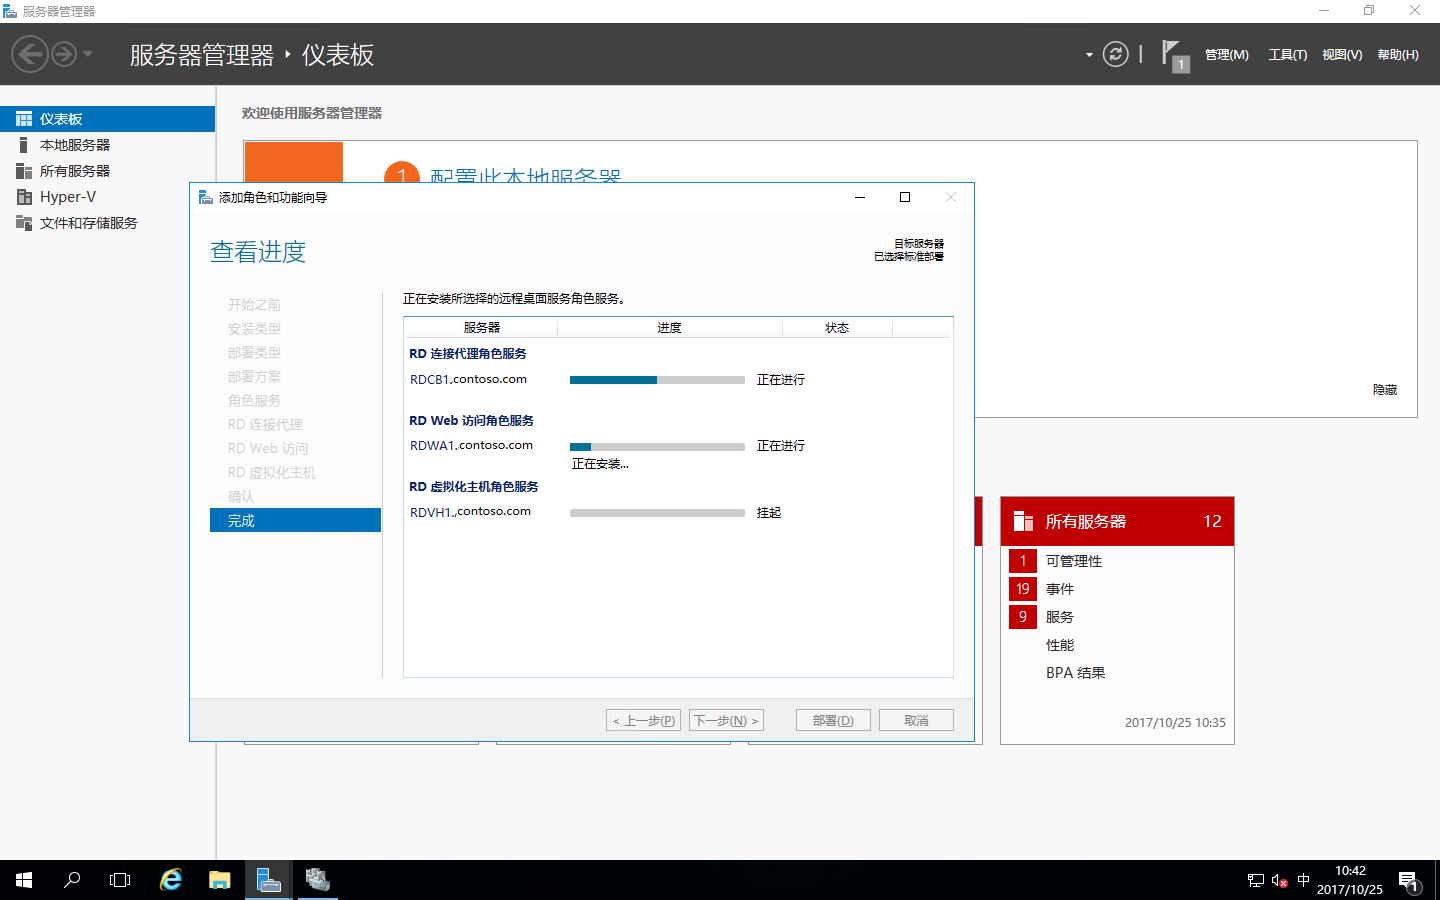 服务器管理器
服务器管理器 ‣ 仪表板
1
管理(M) 工具(T) 视图(V) 帮助(H)
仪表板
本地服务器
所有服务器
Hyper-V
文件和存储服务
欢迎使用服务器管理器
1 配置此本地服务器
隐藏
添加角色和功能向导
查看进度
目标服务器
已选择标准部署
开始之前
安装类型
部署类型
部署方案
角色服务
RD 连接代理
RD Web 访问
RD 虚拟化主机
确认
完成
正在安装所选择的远程桌面服务角色服务。
服务器 进度 状态
RD 连接代理角色服务
RDCB1.contoso.com 正在进行
RD Web 访问角色服务
RDWA1.contoso.com 正在进行
正在安装...
RD 虚拟化主机角色服务
RDVH1..contoso.com 挂起
< 上一步(P) 下一步(N) > 部署(D) 取消
所有服务器 12
1 可管理性
19 事件
9 服务
性能
BPA 结果
2017/10/25 10:35
中
10:42
2017/10/25
1